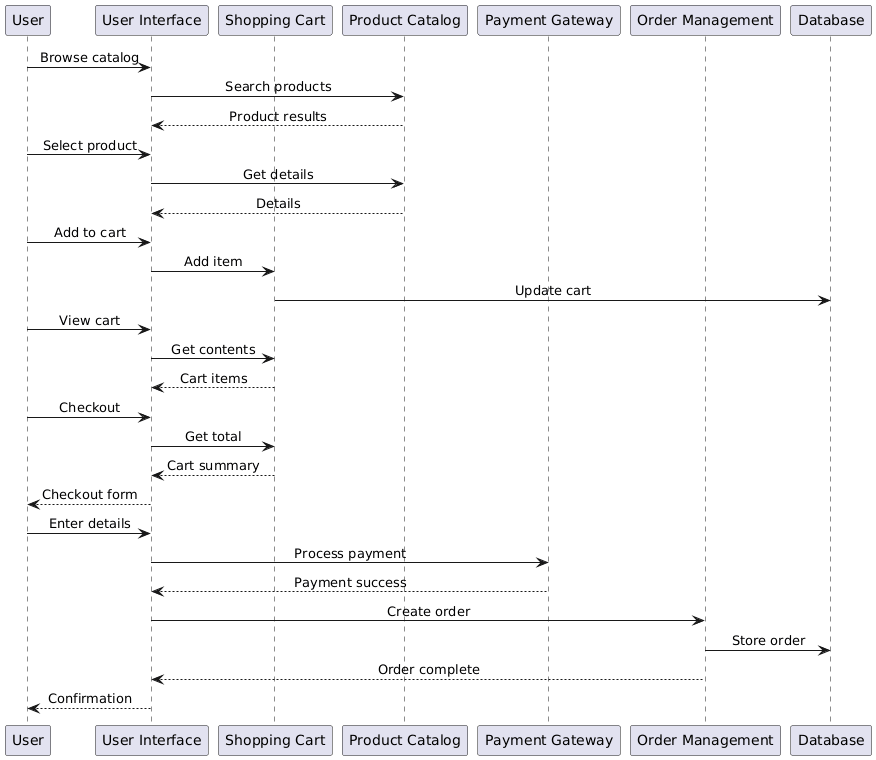 User
User Interface
Shopping Cart
Product Catalog
Payment Gateway
Order Management
Database
Browse catalog
Search products
Product results
Select product
Get details
Details
Add to cart
Add item
Update cart
View cart
Get contents
Cart items
Checkout
Get total
Cart summary
Checkout form
Enter details
Process payment
Payment success
Create order
Store order
Order complete
Confirmation
User
User Interface
Shopping Cart
Product Catalog
Payment Gateway
Order Management
Database